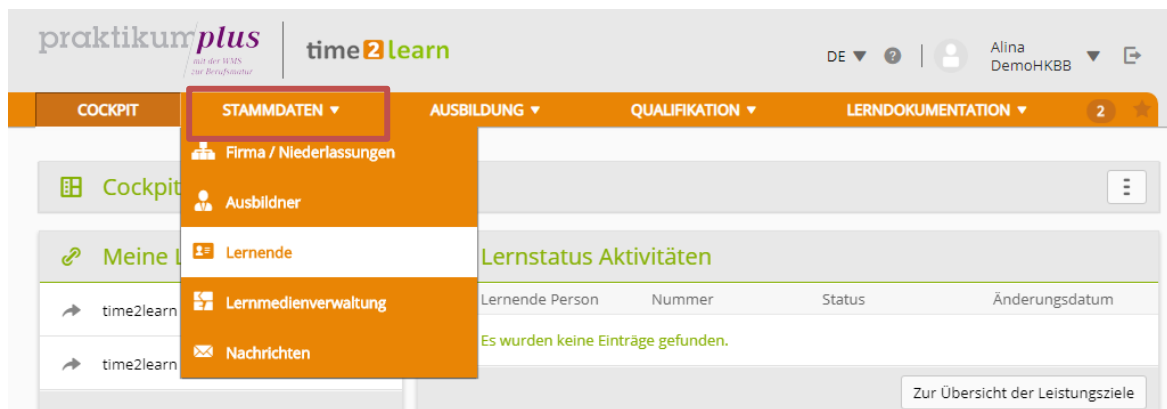 praktikum plus
mit der WMS
zur Berufsmatur
time2learn
DE
Alina
DemoHKBB
COCKPIT STAMMDATEN AUSBILDUNG QUALIFIKATION LERNDOKUMENTATION 2
Firma / Niederlassungen
Ausbildner
Lernende
Lernmedienverwaltung
Nachrichten
Cockpit
Meine L
time2learn
time2learn
Lernstatus Aktivitäten
Lernende Person Nummer Status Änderungsdatum
Es wurden keine Einträge gefunden.
Zur Übersicht der Leistungsziele